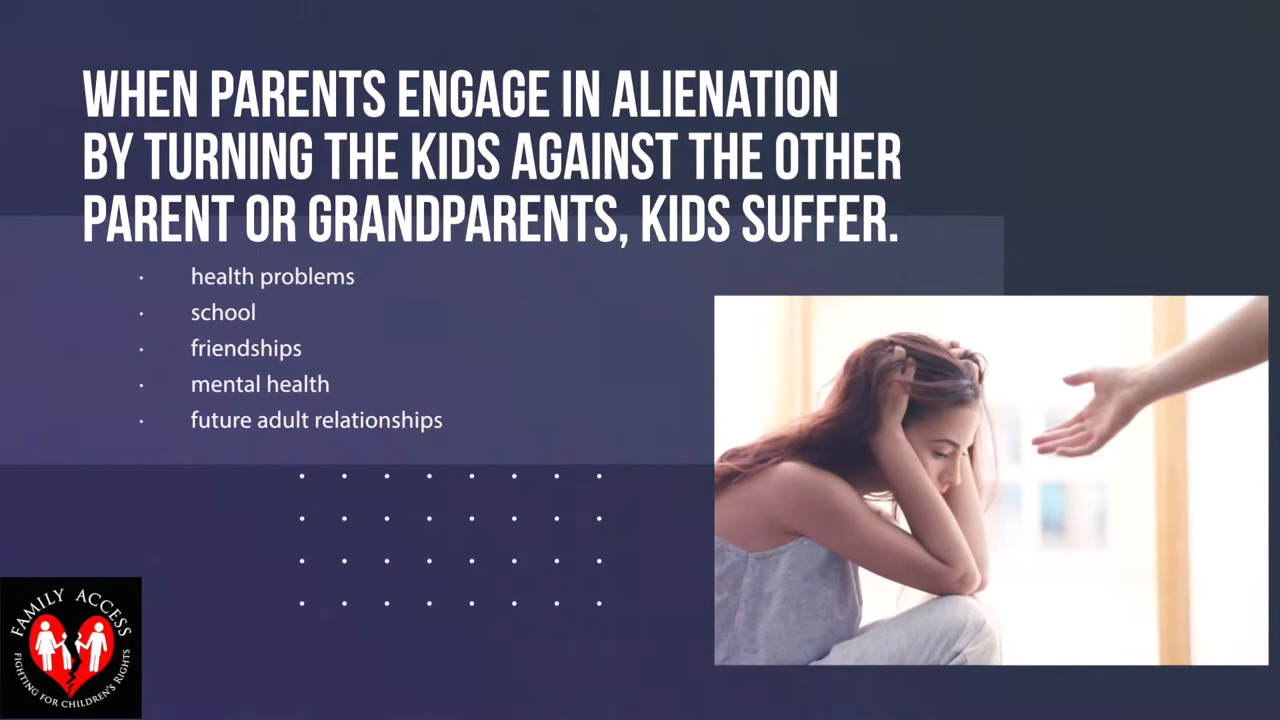 WHEN PARENTS ENGAGE IN ALIENATION
BY TURNING THE KIDS AGAINST THE OTHER
PARENT OR GRANDPARENTS, KIDS SUFFER.
· health problems
· school
· friendships
· mental health
· future adult relationships
FAMILY ACCESS
FIGHTING FOR CHILDREN'S RIGHTS